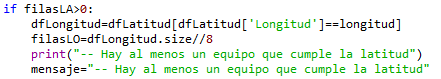 if filasLA>0:
    dfLongitud=dfLatitud[dfLatitud['Longitud']==longitud]
    filasLO=dfLongitud.size//8
    print("-- Hay al menos un equipo que cumple la latitud")
    mensaje="-- Hay al menos un equipo que cumple la latitud"